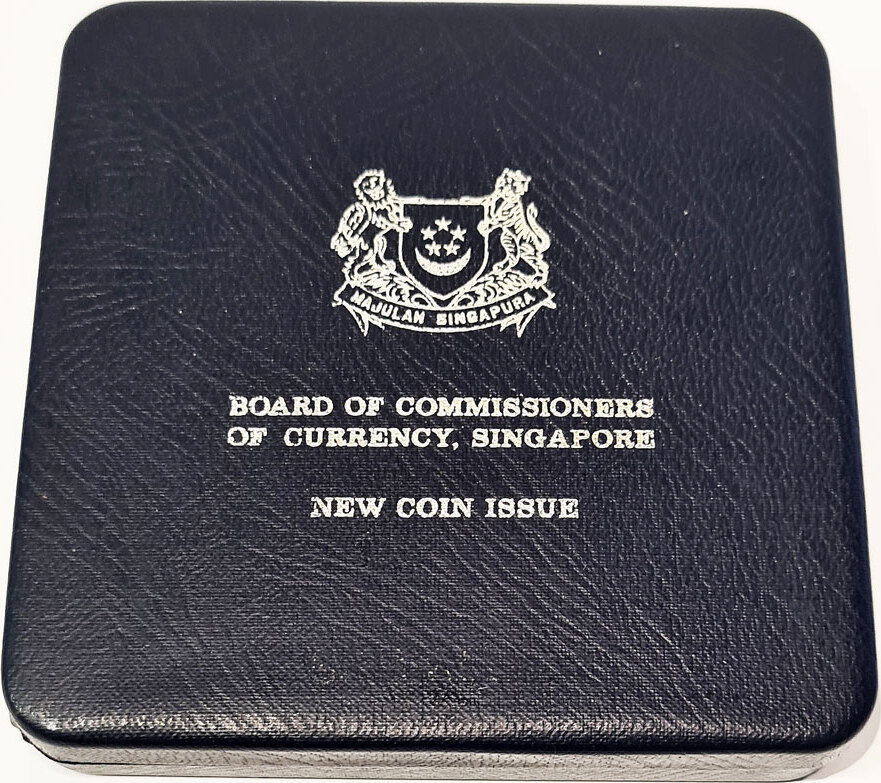 MAJULAH SINGAPURA
BOARD OF COMMISSIONERS
OF CURRENCY, SINGAPORE
NEW COIN ISSUE